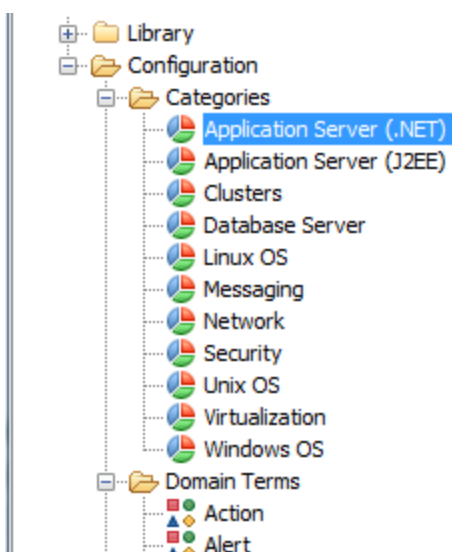 Library
Configuration
Categories
Application Server (.NET)
Application Server (J2EE)
Clusters
Database Server
Linux OS
Messaging
Network
Security
Unix OS
Virtualization
Windows OS
Domain Terms
Action
Alert